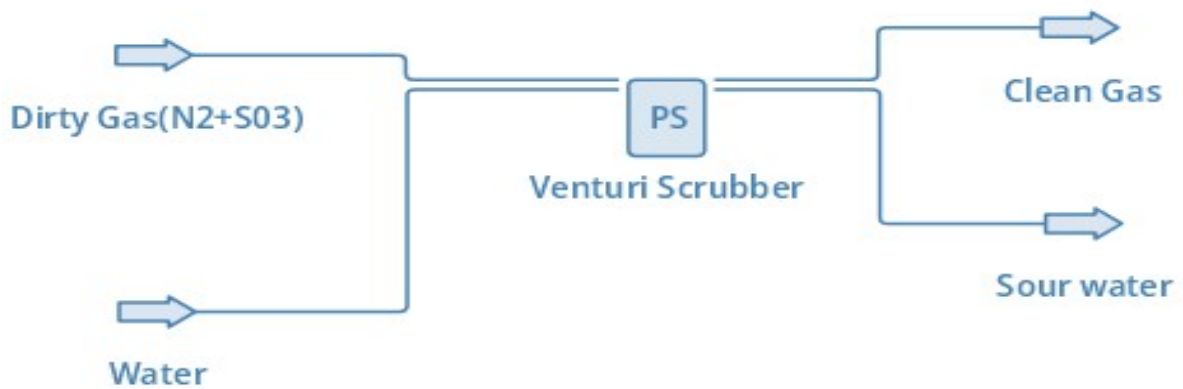 Dirty Gas(N2+S03)
Clean Gas
PS
Venturi Scrubber
Sour water
Water